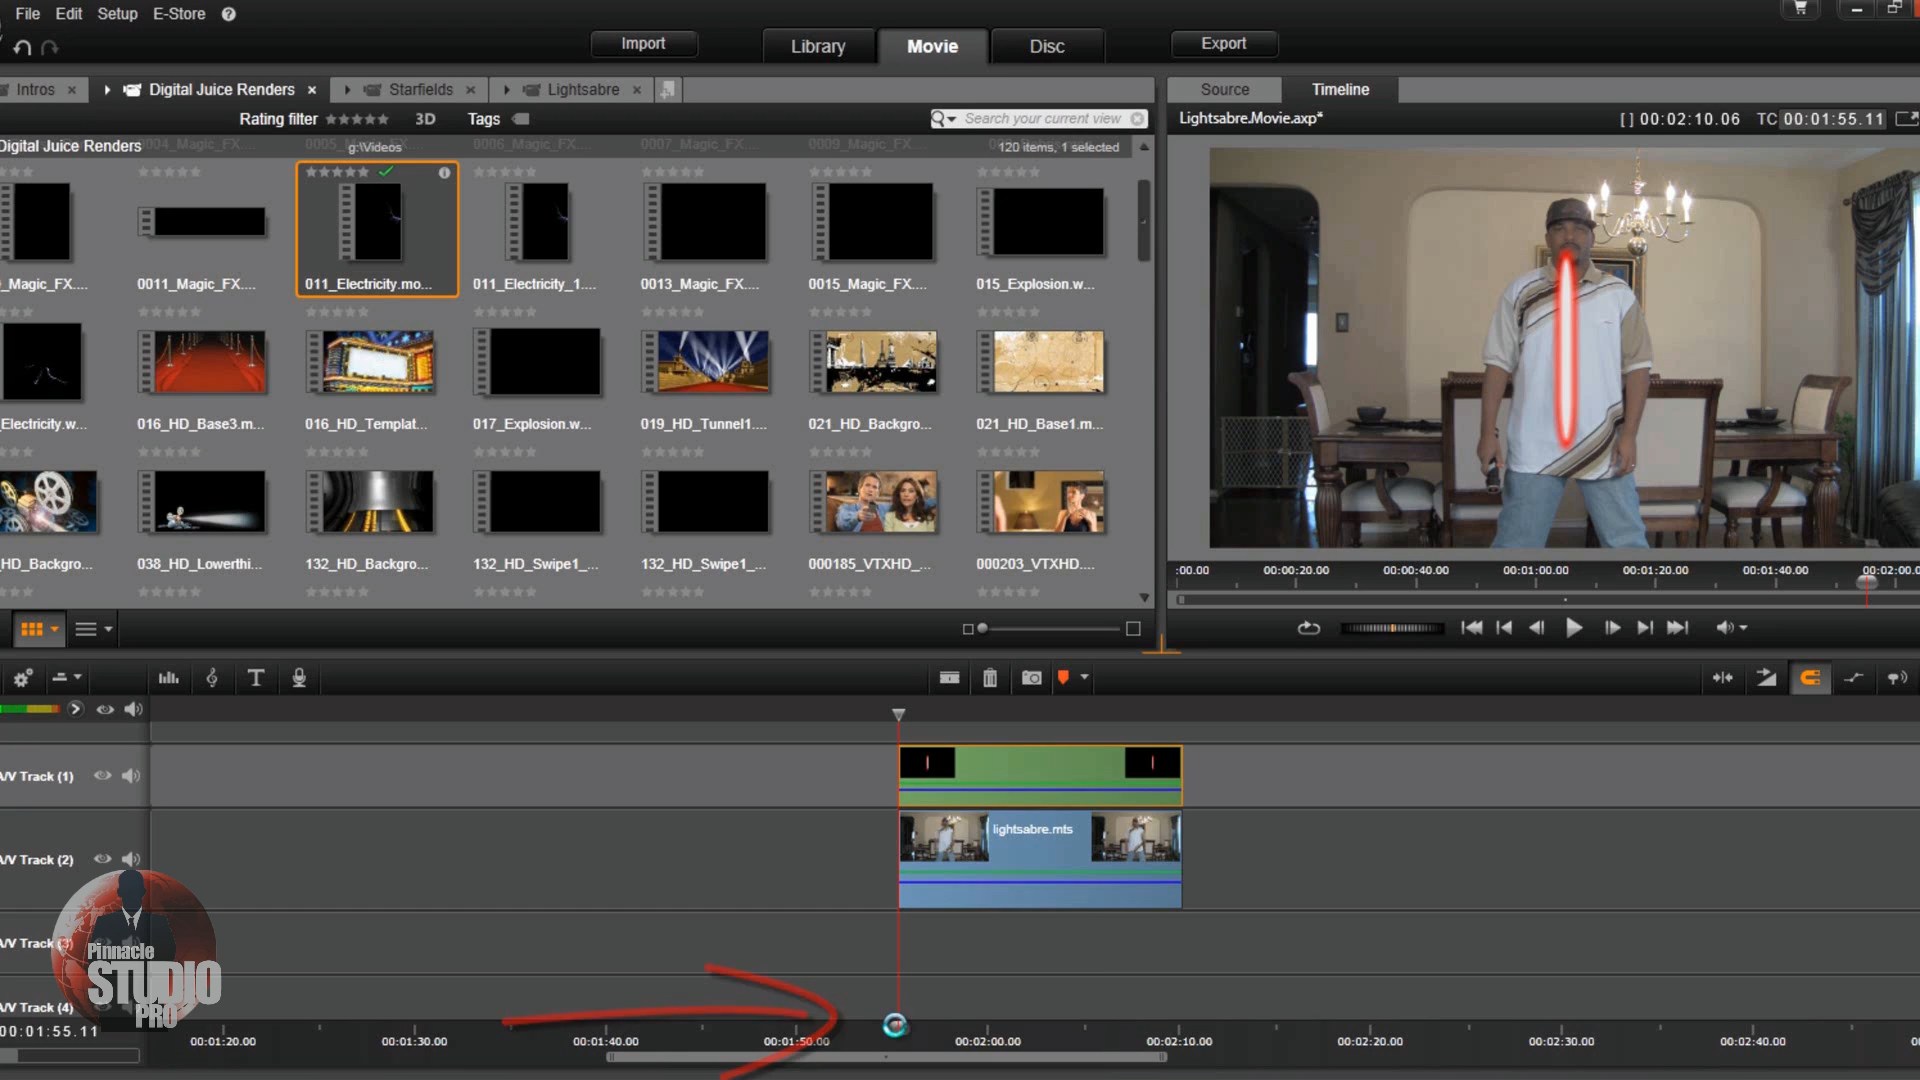 File Edit Setup E-Store ?
Import Library Movie Disc Export
Intros × Digital Juice Renders × Starfields × Lightsabre × Source Timeline
Rating filter 3D Tags Search your current view
Lightsabre.Movie.axp* [ ] 00:02:10.06 TC 00:01:55.11
Digital Juice Renders g:\Videos 120 items, 1 selected
_Magic_FX.... 0011_Magic_FX.... 011_Electricity.mo... 011_Electricity_1.... 0013_Magic_FX.... 0015_Magic_FX.... 015_Explosion.w...
Electricity.w... 016_HD_Base3.m... 016_HD_Templat... 017_Explosion.w... 019_HD_Tunnel1.... 021_HD_Backgro... 021_HD_Base1.m...
_HD_Backgro... 038_HD_Lowerthi... 132_HD_Backgro... 132_HD_Swipe1_... 132_HD_Swipe1_... 000185_VTXHD_... 000203_VTXHD....
:00.00 00:00:20.00 00:00:40.00 00:01:00.00 00:01:20.00 00:01:40.00 00:02:00.0
A/V Track (1)
A/V Track (2)
lightsabre.mts
A/V Track (3)
Pinnacle
STUDIO
PRO
A/V Track (4)
00:01:55.11
00:01:20.00 00:01:30.00 00:01:40.00 00:01:50.00 00:02:00.00 00:02:10.00 00:02:20.00 00:02:30.00 00:02:40.00